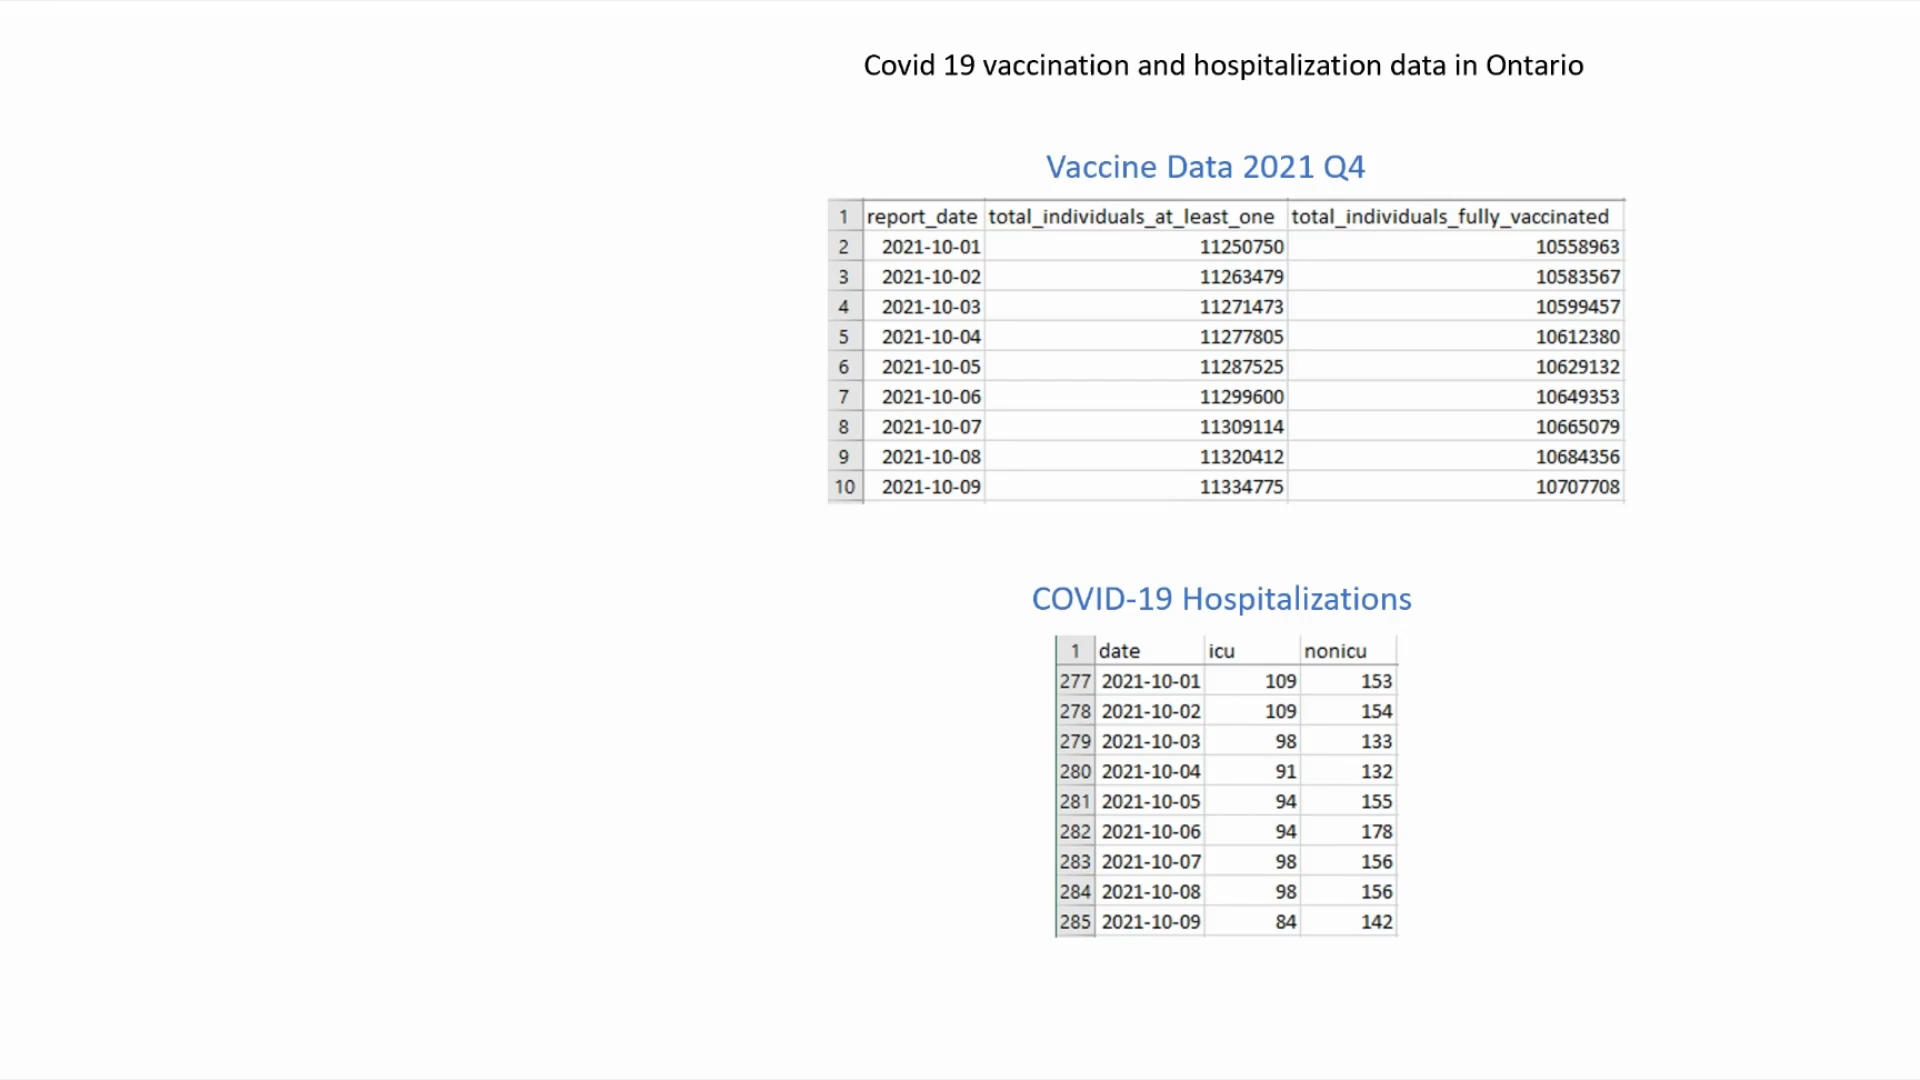 Covid 19 vaccination and hospitalization data in Ontario
Vaccine Data 2021 Q4
1 report_date total_individuals_at_least_one total_individuals_fully_vaccinated
2 2021-10-01 11250750 10558963
3 2021-10-02 11263479 10583567
4 2021-10-03 11271473 10599457
5 2021-10-04 11277805 10612380
6 2021-10-05 11287525 10629132
7 2021-10-06 11299600 10649353
8 2021-10-07 11309114 10665079
9 2021-10-08 11320412 10684356
10 2021-10-09 11334775 10707708
COVID-19 Hospitalizations
1 date icu nonicu
277 2021-10-01 109 153
278 2021-10-02 109 154
279 2021-10-03 98 133
280 2021-10-04 91 132
281 2021-10-05 94 155
282 2021-10-06 94 178
283 2021-10-07 98 156
284 2021-10-08 98 156
285 2021-10-09 84 142